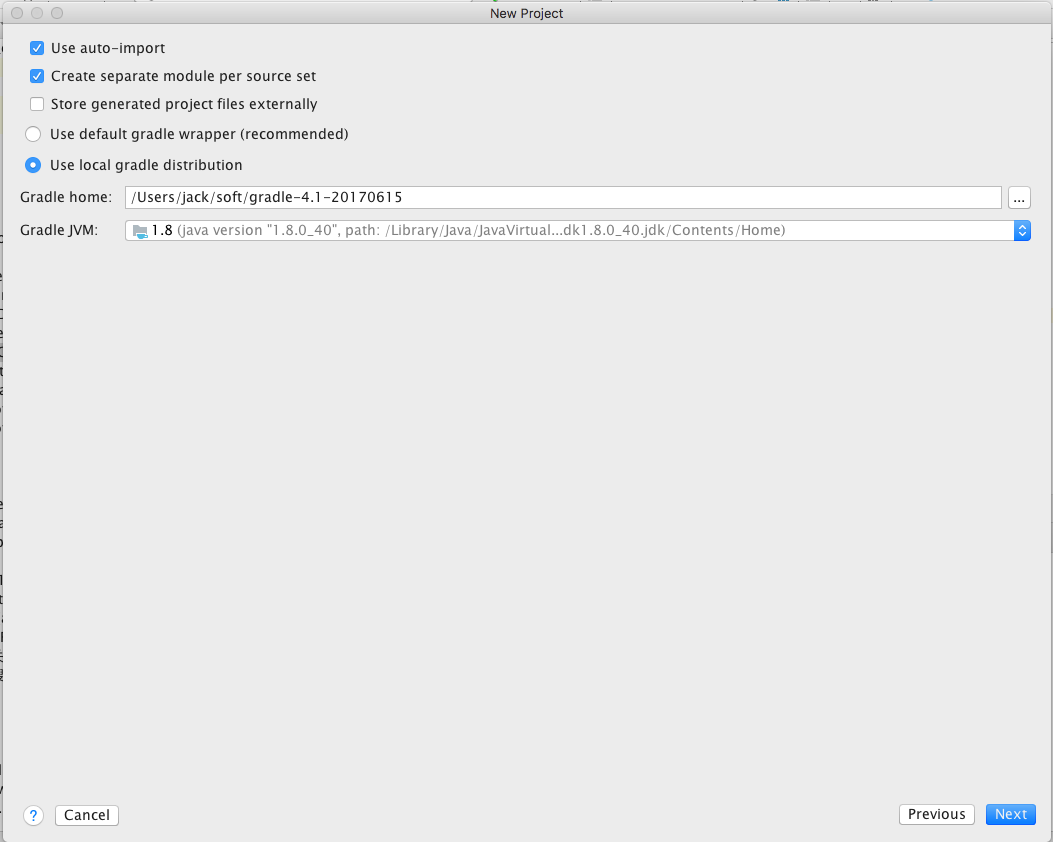 New Project
Use auto-import
Create separate module per source set
Store generated project files externally
Use default gradle wrapper (recommended)
Use local gradle distribution
Gradle home: /Users/jack/soft/gradle-4.1-20170615 ...
Gradle JVM: 1.8 (java version "1.8.0_40", path: /Library/Java/JavaVirtual...dk1.8.0_40.jdk/Contents/Home)
? Cancel Previous Next